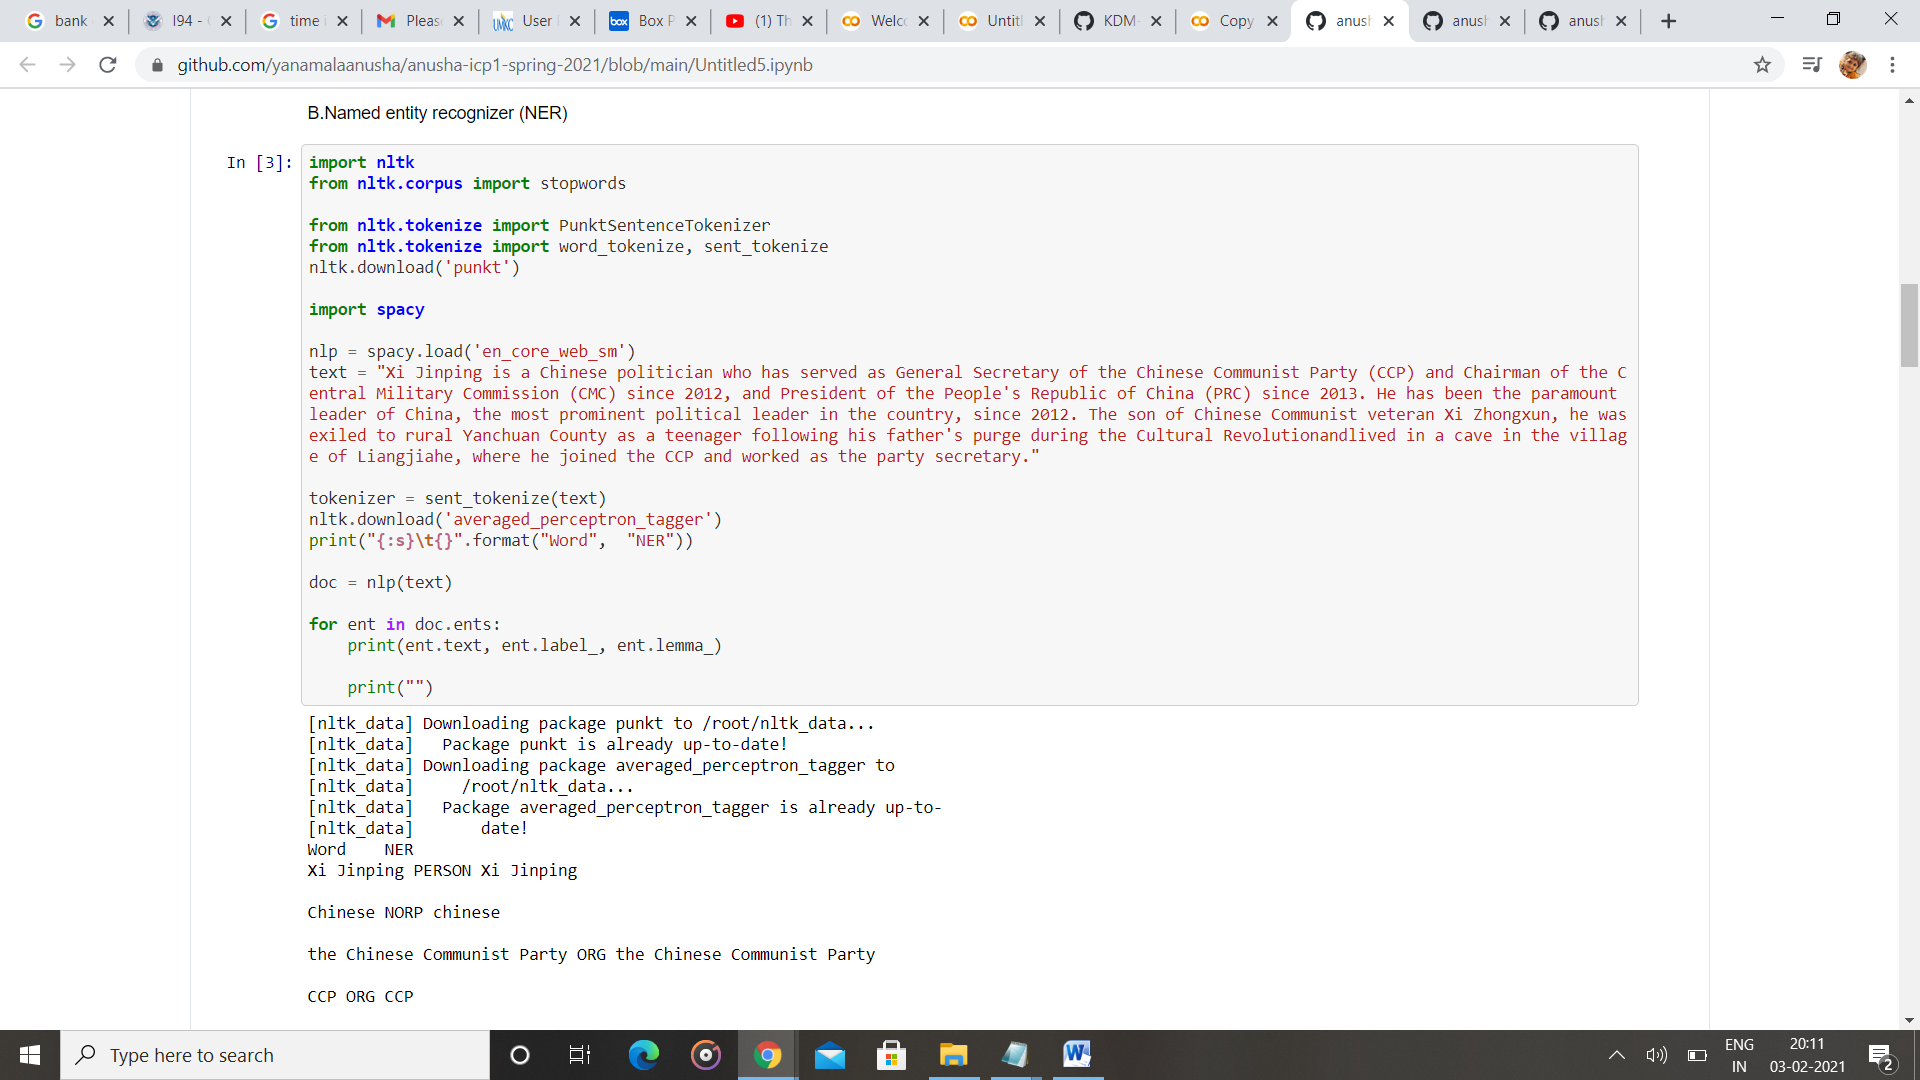 bank
I94 -
time i
Pleas
User
Box P
(1) Th
Welc
Untitl
KDM-
Copy
anush
anush
anush
github.com/yanamalaanusha/anusha-icp1-spring-2021/blob/main/Untitled5.ipynb
B.Named entity recognizer (NER)
In [3]:
import nltk
from nltk.corpus import stopwords
from nltk.tokenize import PunktSentenceTokenizer
from nltk.tokenize import word_tokenize, sent_tokenize
nltk.download('punkt')
import spacy
nlp = spacy.load('en_core_web_sm')
text = "Xi Jinping is a Chinese politician who has served as General Secretary of the Chinese Communist Party (CCP) and Chairman of the C
entral Military Commission (CMC) since 2012, and President of the People's Republic of China (PRC) since 2013. He has been the paramount
leader of China, the most prominent political leader in the country, since 2012. The son of Chinese Communist veteran Xi Zhongxun, he was
exiled to rural Yanchuan County as a teenager following his father's purge during the Cultural Revolutionandlived in a cave in the villag
e of Liangjiahe, where he joined the CCP and worked as the party secretary."
tokenizer = sent_tokenize(text)
nltk.download('averaged_perceptron_tagger')
print("{:s}\t{}".format("Word",  "NER"))
doc = nlp(text)
for ent in doc.ents:
    print(ent.text, ent.label_, ent.lemma_)
    print("")
[nltk_data] Downloading package punkt to /root/nltk_data...
[nltk_data]   Package punkt is already up-to-date!
[nltk_data] Downloading package averaged_perceptron_tagger to
[nltk_data]     /root/nltk_data...
[nltk_data]   Package averaged_perceptron_tagger is already up-to-
[nltk_data]       date!
Word    NER
Xi Jinping PERSON Xi Jinping
Chinese NORP chinese
the Chinese Communist Party ORG the Chinese Communist Party
CCP ORG CCP
Type here to search
ENG
IN
20:11
03-02-2021
2